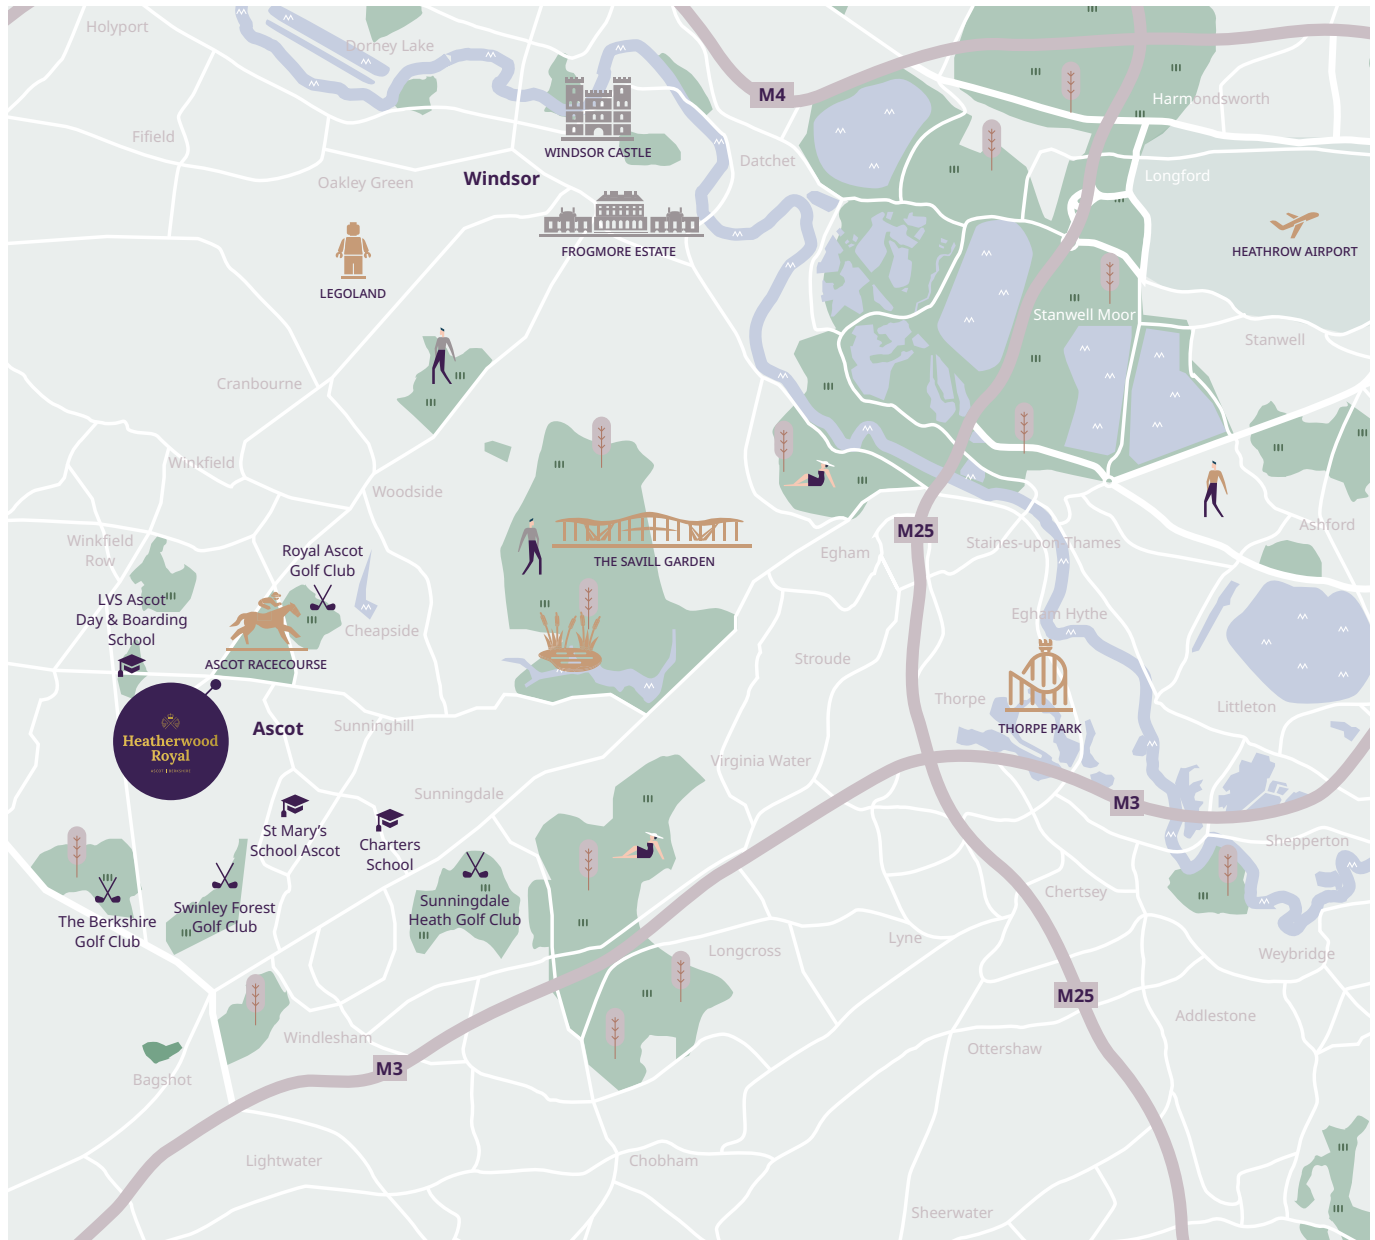 Holyport
Dorney Lake
M4
Harmondsworth
Fifield
WINDSOR CASTLE
Datchet
Oakley Green
Windsor
Longford
FROGMORE ESTATE
HEATHROW AIRPORT
LEGOLAND
Stanwell Moor
Stanwell
Cranbourne
Winkfield
Woodside
Winkfield
Row
Royal Ascot
Golf Club
THE SAVILL GARDEN
Egham
M25
Staines-upon-Thames
Ashford
LVS Ascot
Day & Boarding
School
Cheapside
Egham Hythe
ASCOT RACECOURSE
Stroude
Thorpe
THORPE PARK
Littleton
Heatherwood
Royal
ASCOT | BERKSHIRE
Ascot
Sunninghill
Virginia Water
Sunningdale
M3
St Mary's
School Ascot
Charters
School
Shepperton
Chertsey
The Berkshire
Golf Club
Swinley Forest
Golf Club
Sunningdale
Heath Golf Club
Longcross
Lyne
Weybridge
M25
Addlestone
Windlesham
Ottershaw
M3
Bagshot
Lightwater
Chobham
Sheerwater